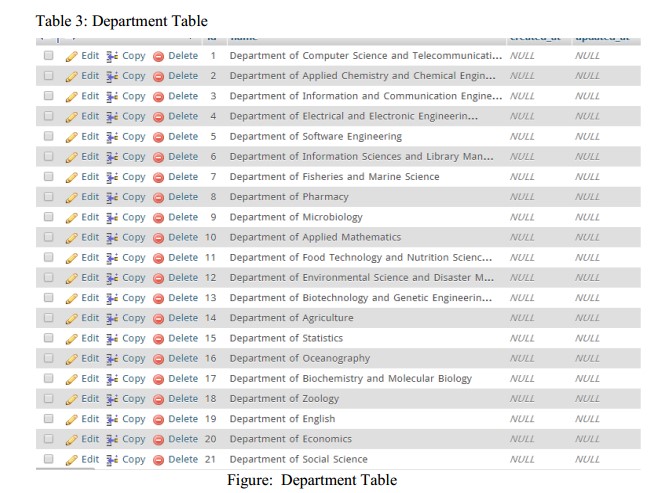 Table 3: Department Table
id name created_at updated_at
Edit Copy Delete 1 Department of Computer Science and Telecommunicati... NULL NULL
Edit Copy Delete 2 Department of Applied Chemistry and Chemical Engin... NULL NULL
Edit Copy Delete 3 Department of Information and Communication Engine... NULL NULL
Edit Copy Delete 4 Department of Electrical and Electronic Engineerin... NULL NULL
Edit Copy Delete 5 Department of Software Engineering NULL NULL
Edit Copy Delete 6 Department of Information Sciences and Library Man... NULL NULL
Edit Copy Delete 7 Department of Fisheries and Marine Science NULL NULL
Edit Copy Delete 8 Department of Pharmacy NULL NULL
Edit Copy Delete 9 Department of Microbiology NULL NULL
Edit Copy Delete 10 Department of Applied Mathematics NULL NULL
Edit Copy Delete 11 Department of Food Technology and Nutrition Scienc... NULL NULL
Edit Copy Delete 12 Department of Environmental Science and Disaster M... NULL NULL
Edit Copy Delete 13 Department of Biotechnology and Genetic Engineerin... NULL NULL
Edit Copy Delete 14 Department of Agriculture NULL NULL
Edit Copy Delete 15 Department of Statistics NULL NULL
Edit Copy Delete 16 Department of Oceanography NULL NULL
Edit Copy Delete 17 Department of Biochemistry and Molecular Biology NULL NULL
Edit Copy Delete 18 Department of Zoology NULL NULL
Edit Copy Delete 19 Department of English NULL NULL
Edit Copy Delete 20 Department of Economics NULL NULL
Edit Copy Delete 21 Department of Social Science NULL NULL
Figure: Department Table